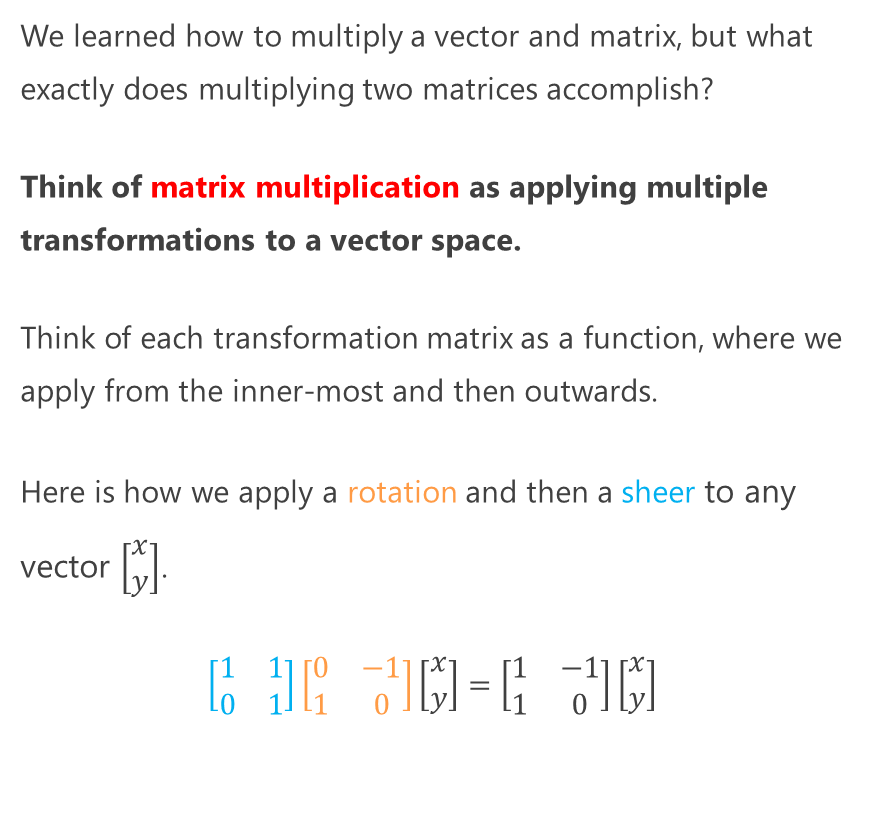 We learned how to multiply a vector and matrix, but what
exactly does multiplying two matrices accomplish?
Think of matrix multiplication as applying multiple
transformations to a vector space.
Think of each transformation matrix as a function, where we
apply from the inner-most and then outwards.
Here is how we apply a rotation and then a sheer to any
vector [x y].
[1 1 0 1] [0 −1 1 0] [x y] = [1 −1 1 0] [x y]